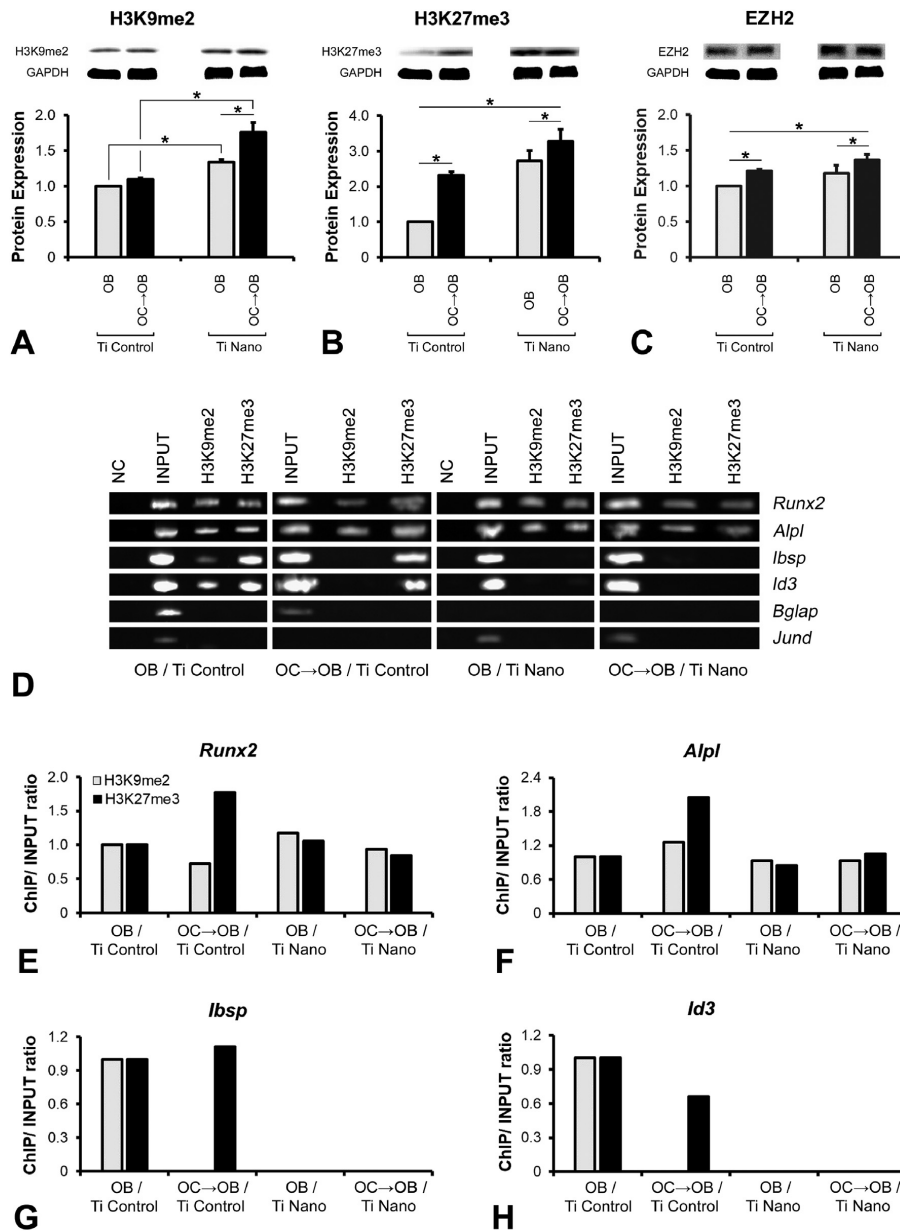 H3K9me2
H3K9me2
GAPDH
Protein Expression
2.0
1.5
1.0
0.5
0.0
*
*
*
OB
OC→OB
OB
OC→OB
Ti Control
Ti Nano
A
H3K27me3
H3K27me3
GAPDH
Protein Expression
4.0
3.0
2.0
1.0
0.0
*
*
*
OB
OC→OB
OB
OC→OB
Ti Control
Ti Nano
B
EZH2
EZH2
GAPDH
Protein Expression
2.0
1.5
1.0
0.5
0.0
*
*
*
OB
OC→OB
OB
OC→OB
Ti Control
Ti Nano
C
NC INPUT H3K9me2 H3K27me3 INPUT H3K9me2 H3K27me3 NC INPUT H3K9me2 H3K27me3 INPUT H3K9me2 H3K27me3
Runx2
Alpl
Ibsp
Id3
Bglap
Jund
OB / Ti Control OC→OB / Ti Control OB / Ti Nano OC→OB / Ti Nano
D
Runx2
H3K9me2
H3K27me3
ChIP/ INPUT ratio
2.0
1.5
1.0
0.5
0
OB / OC→OB / OB / OC→OB /
Ti Control Ti Control Ti Nano Ti Nano
E
Alpl
ChIP/ INPUT ratio
2.4
1.8
1.2
0.6
0
OB / OC→OB / OB / OC→OB /
Ti Control Ti Control Ti Nano Ti Nano
F
Ibsp
ChIP/ INPUT ratio
1.2
0.9
0.6
0.3
0
OB / OC→OB / OB / OC→OB /
Ti Control Ti Control Ti Nano Ti Nano
G
Id3
ChIP/ INPUT ratio
1.2
0.9
0.6
0.3
0
OB / OC→OB / OB / OC→OB /
Ti Control Ti Control Ti Nano Ti Nano
H